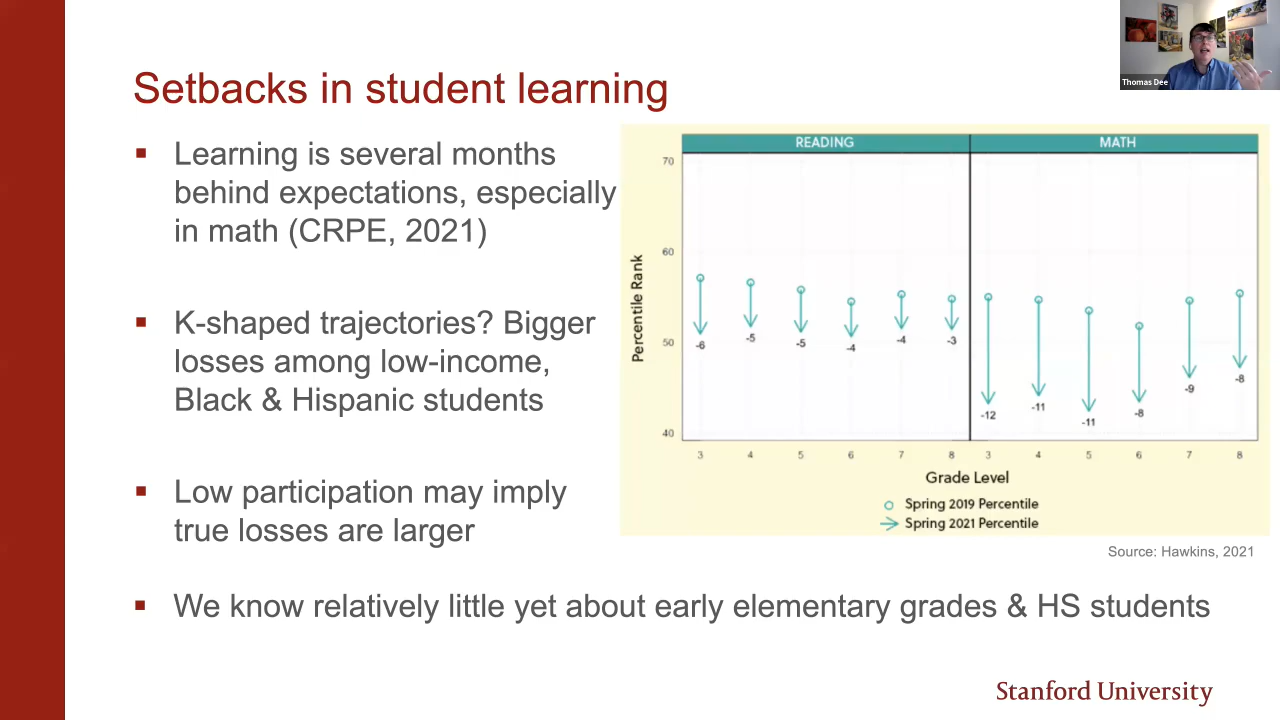 Thomas Dee
Setbacks in student learning
▪ Learning is several months
behind expectations, especially
in math (CRPE, 2021)
▪ K-shaped trajectories? Bigger
losses among low-income,
Black & Hispanic students
▪ Low participation may imply
true losses are larger
▪ We know relatively little yet about early elementary grades & HS students
READING MATH
Percentile Rank
70
60
50
40
-6 -5 -5 -4 -4 -3 -12 -11 -11 -8 -9 -8
3 4 5 6 7 8 3 4 5 6 7 8
Grade Level
Spring 2019 Percentile
Spring 2021 Percentile
Source: Hawkins, 2021
Stanford University